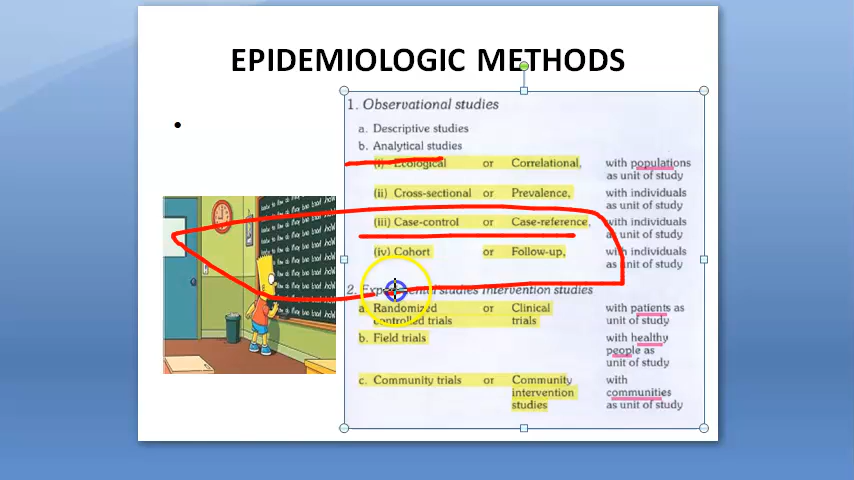 EPIDEMIOLOGIC METHODS
1. Observational studies
a. Descriptive studies
b. Analytical studies
(i) Ecological or Correlational, with populations
as unit of study
(ii) Cross-sectional or Prevalence, with individuals
as unit of study
(iii) Case-control or Case-reference, with individuals
as unit of study
(iv) Cohort or Follow-up, with individuals
as unit of study
2. Experimental studies Intervention studies
a. Randomized or Clinical with patients as
controlled trials trials unit of study
b. Field trials with healthy
people as
unit of study
c. Community trials or Community with
intervention communities
studies as unit of study